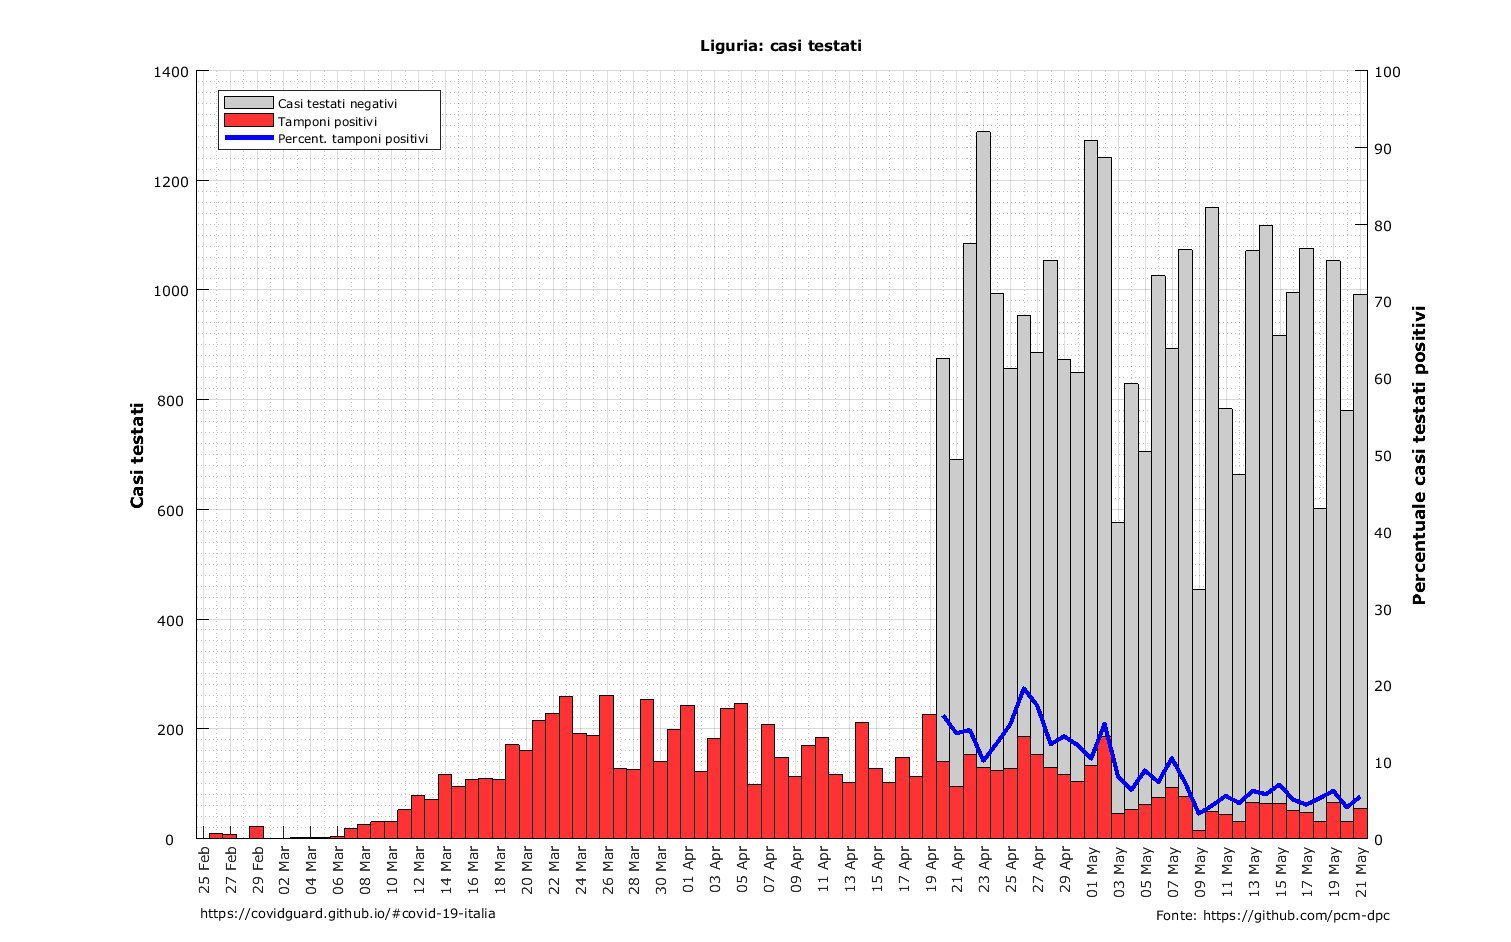 Liguria: casi testati
Casi testati negativi
Tamponi positivi
Percent. tamponi positivi
Casi testati
1400
1200
1000
800
600
400
200
0
100
90
80
70
60
50
40
30
20
10
0
Percentuale casi testati positivi
25 Feb
27 Feb
29 Feb
02 Mar
04 Mar
06 Mar
08 Mar
10 Mar
12 Mar
14 Mar
16 Mar
18 Mar
20 Mar
22 Mar
24 Mar
26 Mar
28 Mar
30 Mar
01 Apr
03 Apr
05 Apr
07 Apr
09 Apr
11 Apr
13 Apr
15 Apr
17 Apr
19 Apr
21 Apr
23 Apr
25 Apr
27 Apr
29 Apr
01 May
03 May
05 May
07 May
09 May
11 May
13 May
15 May
17 May
19 May
21 May
https://covidguard.github.io/#covid-19-italia
Fonte: https://github.com/pcm-dpc